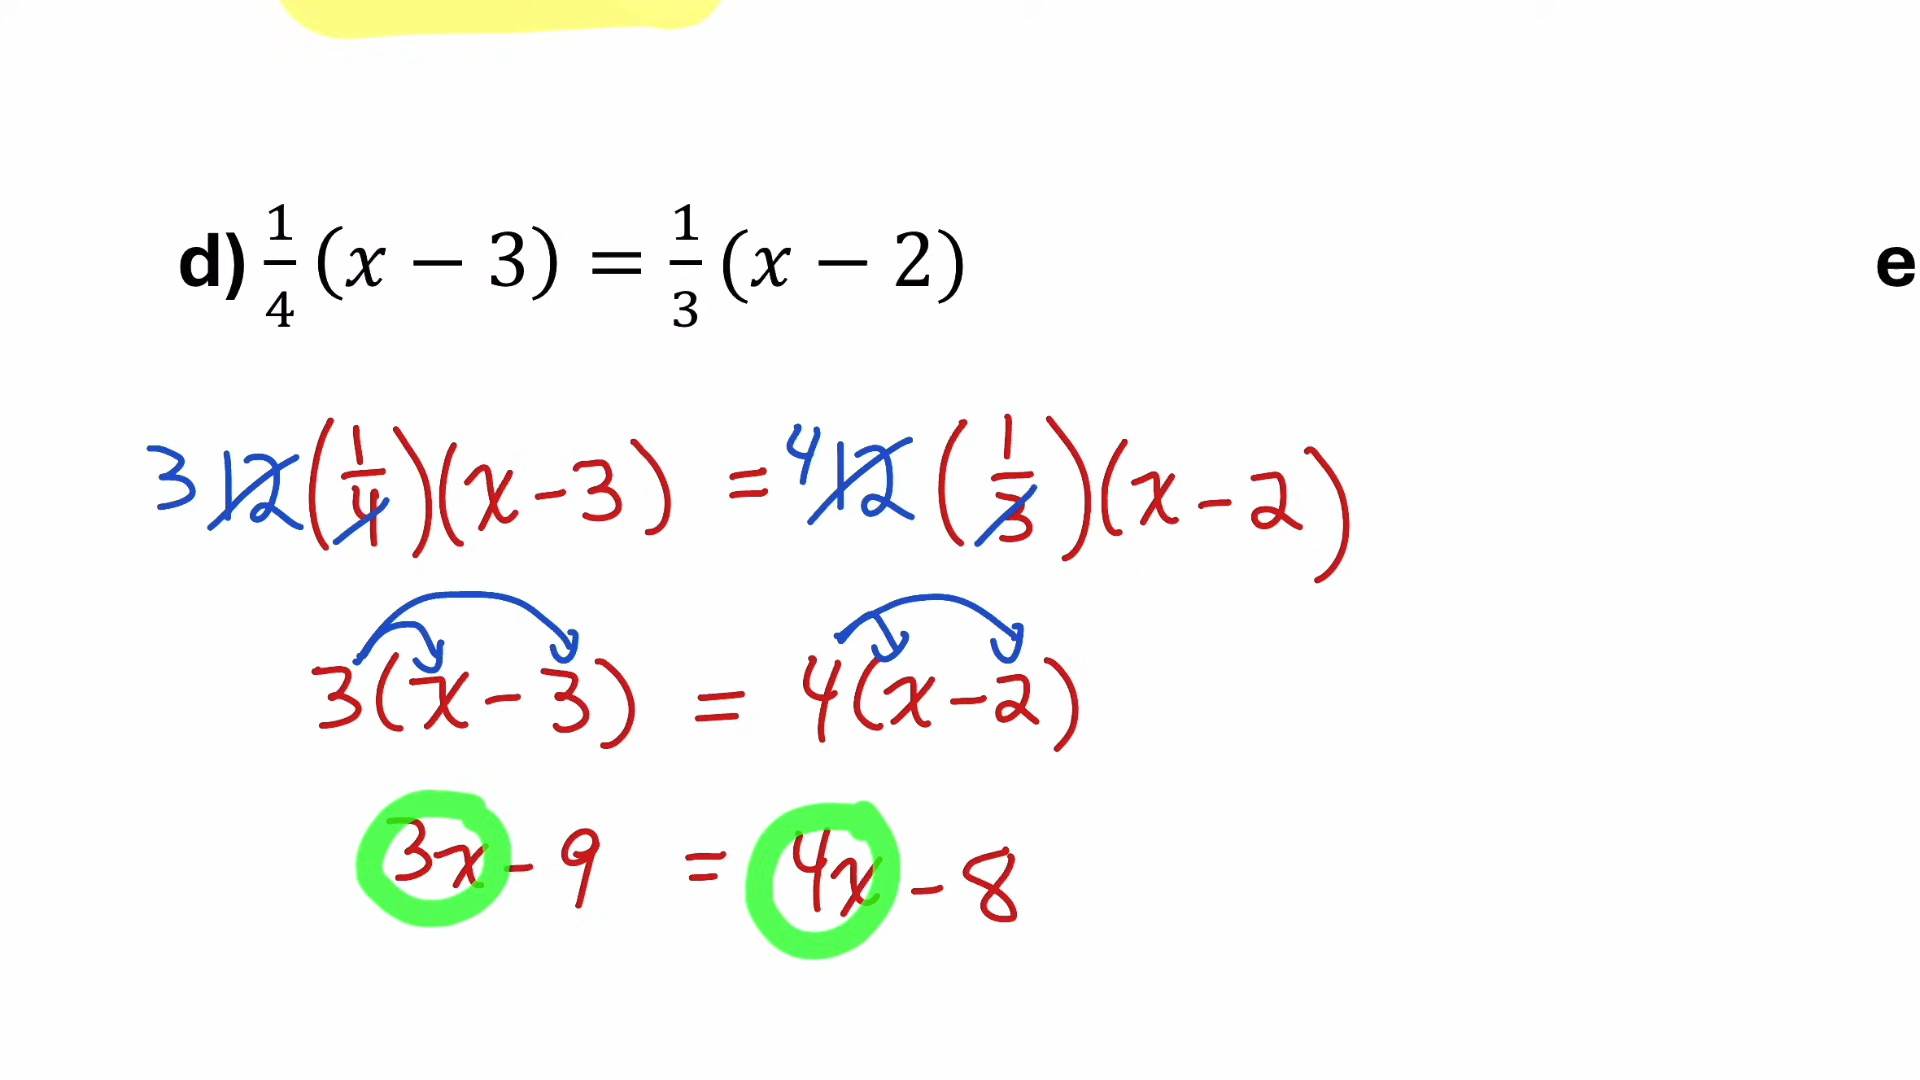 d) 1/4 (x − 3) = 1/3 (x − 2)
e
3 12 (1/4)(x-3) = 4 12 (1/3)(x-2)
3(x-3) = 4(x-2)
3x-9 = 4x-8